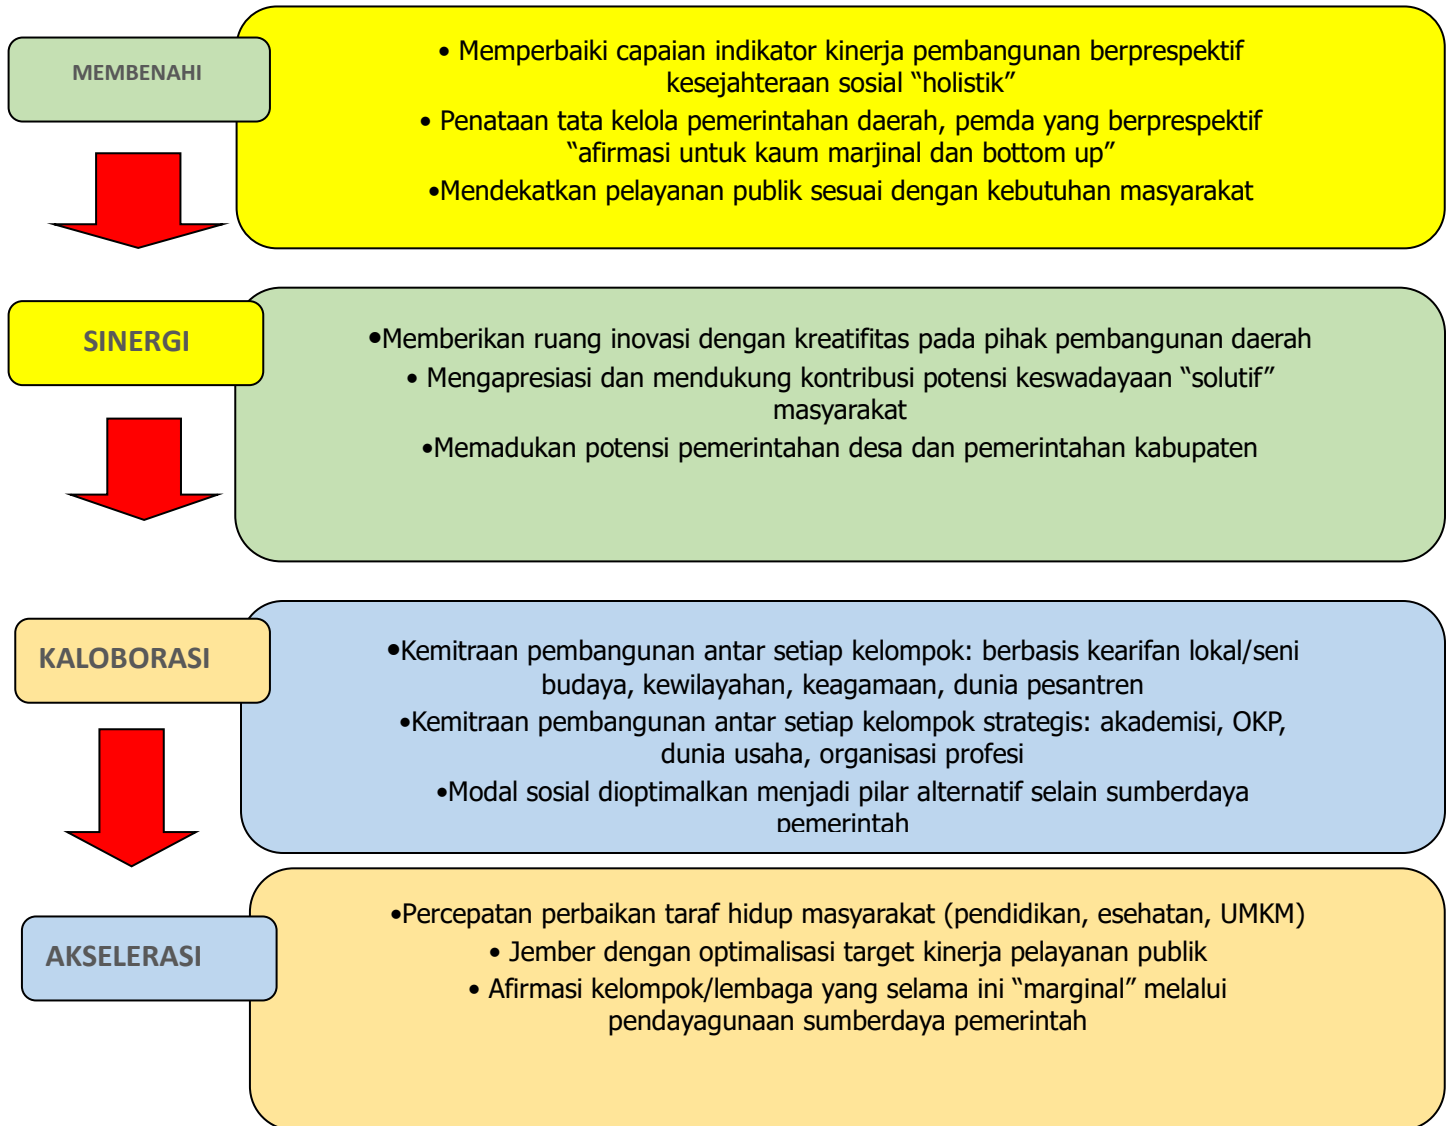 MEMBENAHI
• Memperbaiki capaian indikator kinerja pembangunan berprespektif
kesejahteraan sosial “holistik”
• Penataan tata kelola pemerintahan daerah, pemda yang berprespektif
“afirmasi untuk kaum marjinal dan bottom up”
•Mendekatkan pelayanan publik sesuai dengan kebutuhan masyarakat
SINERGI
•Memberikan ruang inovasi dengan kreatifitas pada pihak pembangunan daerah
• Mengapresiasi dan mendukung kontribusi potensi keswadayaan “solutif”
masyarakat
•Memadukan potensi pemerintahan desa dan pemerintahan kabupaten
KALOBORASI
•Kemitraan pembangunan antar setiap kelompok: berbasis kearifan lokal/seni
budaya, kewilayahan, keagamaan, dunia pesantren
•Kemitraan pembangunan antar setiap kelompok strategis: akademisi, OKP,
dunia usaha, organisasi profesi
•Modal sosial dioptimalkan menjadi pilar alternatif selain sumberdaya
pemerintah
AKSELERASI
•Percepatan perbaikan taraf hidup masyarakat (pendidikan, esehatan, UMKM)
• Jember dengan optimalisasi target kinerja pelayanan publik
• Afirmasi kelompok/lembaga yang selama ini “marginal” melalui
pendayagunaan sumberdaya pemerintah